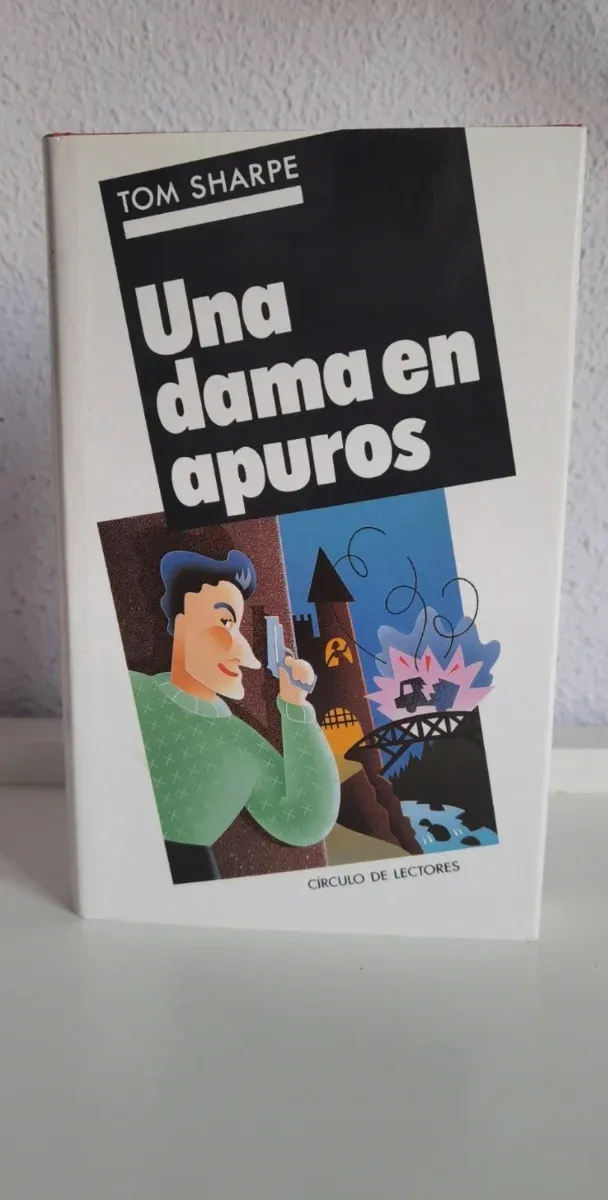 TOM SHARPE
Una
dama en
apuros
CÍRCULO DE LECTORES